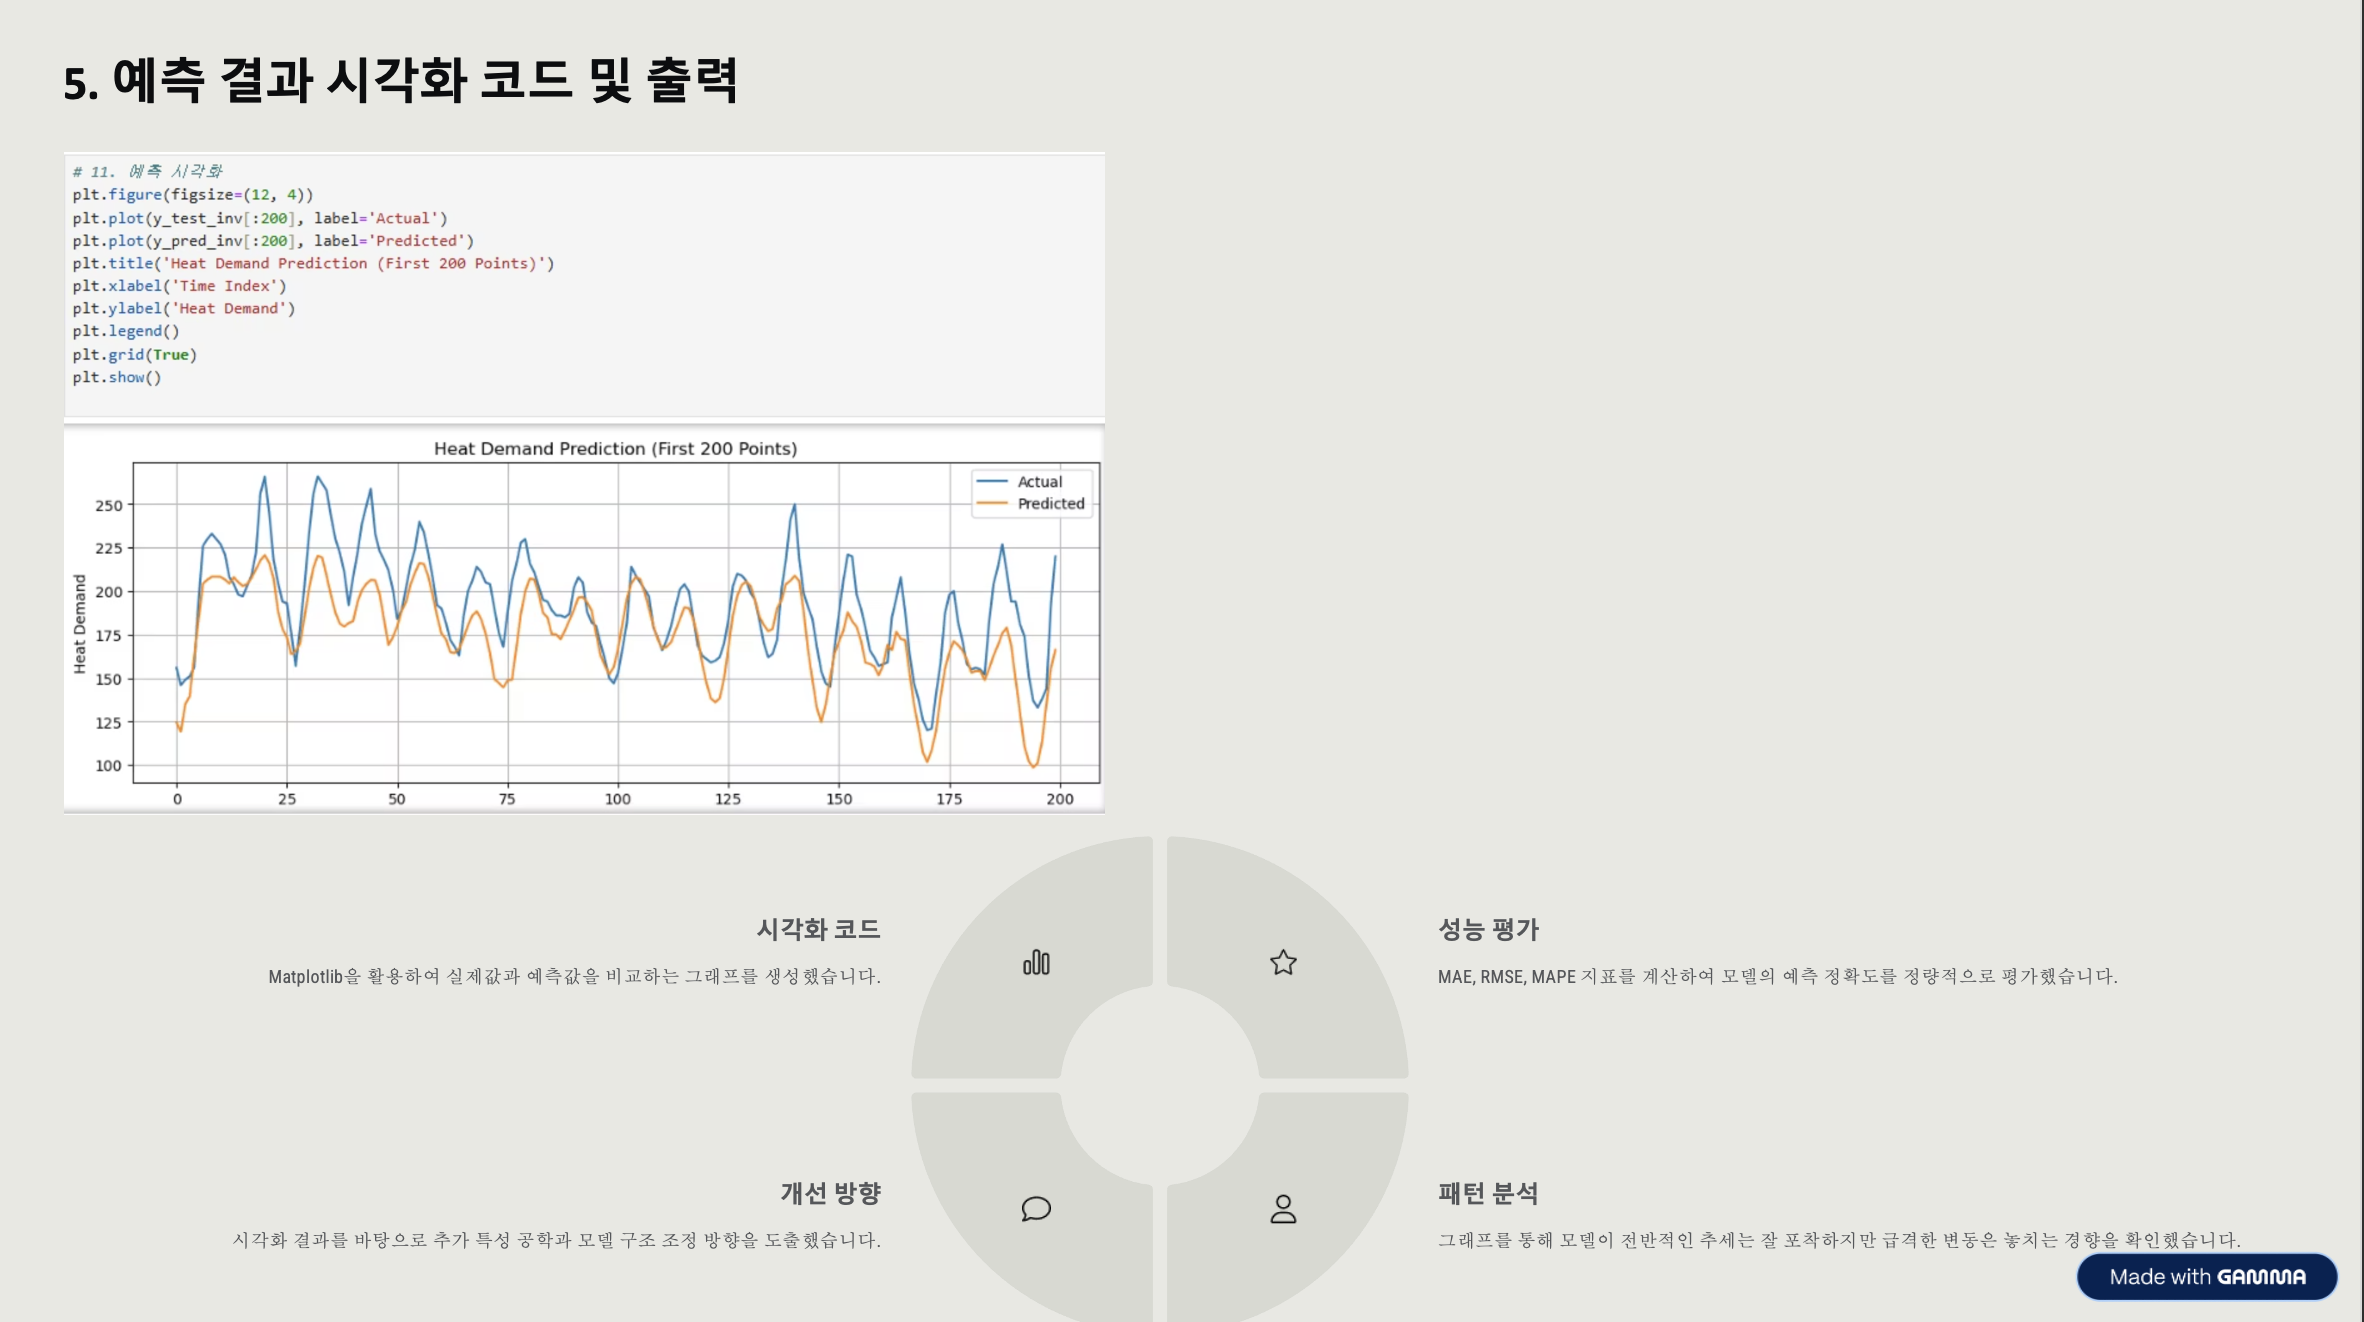 5. 예측 결과 시각화 코드 및 출력
# 11. 예측 시각화
plt.figure(figsize=(12, 4))
plt.plot(y_test_inv[:200], label='Actual')
plt.plot(y_pred_inv[:200], label='Predicted')
plt.title('Heat Demand Prediction (First 200 Points)')
plt.xlabel('Time Index')
plt.ylabel('Heat Demand')
plt.legend()
plt.grid(True)
plt.show()
Heat Demand Prediction (First 200 Points)
Actual
Predicted
Heat Demand
250
225
200
175
150
125
100
0 25 50 75 100 125 150 175 200
시각화 코드
Matplotlib을 활용하여 실제값과 예측값을 비교하는 그래프를 생성했습니다.
성능 평가
MAE, RMSE, MAPE 지표를 계산하여 모델의 예측 정확도를 정량적으로 평가했습니다.
개선 방향
시각화 결과를 바탕으로 추가 특성 공학과 모델 구조 조정 방향을 도출했습니다.
패턴 분석
그래프를 통해 모델이 전반적인 추세는 잘 포착하지만 급격한 변동은 놓치는 경향을 확인했습니다.
Made with GAMMA